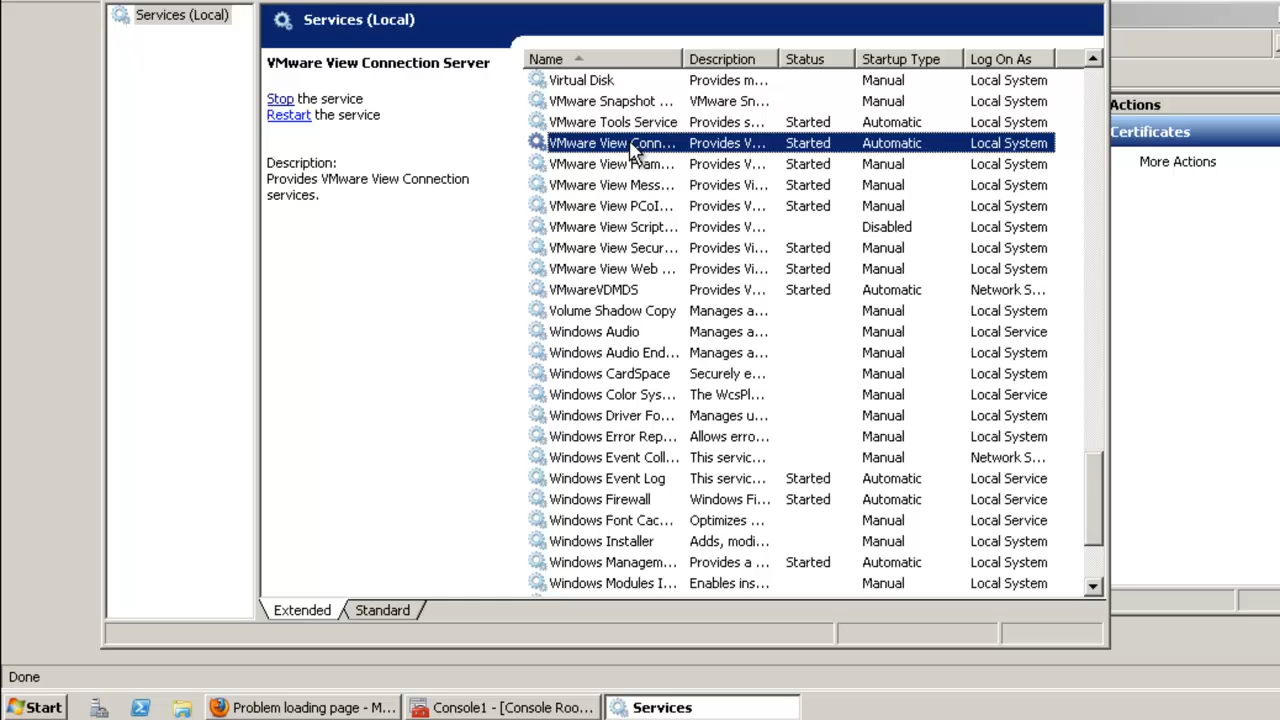 Services (Local)
Services (Local)
VMware View Connection Server
Stop the service
Restart the service
Description:
Provides VMware View Connection
services.
Name Description Status Startup Type Log On As
Virtual Disk Provides m... Manual Local System
VMware Snapshot ... VMware Sn... Manual Local System
VMware Tools Service Provides s... Started Automatic Local System
VMware View Conn... Provides V... Started Automatic Local System
VMware View Fram... Provides V... Started Manual Local System
VMware View Mess... Provides Vi... Started Manual Local System
VMware View PCoI... Provides V... Started Manual Local System
VMware View Script... Provides V... Disabled Local System
VMware View Secur... Provides Vi... Started Manual Local System
VMware View Web ... Provides Vi... Started Manual Local System
VMwareVDMDS Provides V... Started Automatic Network S...
Volume Shadow Copy Manages a... Manual Local System
Windows Audio Manages a... Manual Local Service
Windows Audio End... Manages a... Manual Local System
Windows CardSpace Securely e... Manual Local System
Windows Color Sys... The WcsPl... Manual Local Service
Windows Driver Fo... Manages u... Manual Local System
Windows Error Rep... Allows erro... Manual Local System
Windows Event Coll... This servic... Manual Network S...
Windows Event Log This servic... Started Automatic Local Service
Windows Firewall Windows Fi... Started Automatic Local Service
Windows Font Cac... Optimizes ... Manual Local Service
Windows Installer Adds, modi... Manual Local System
Windows Managem... Provides a ... Started Automatic Local System
Windows Modules I... Enables ins... Manual Local System
Extended Standard
Actions
Certificates
More Actions
Done
Start Problem loading page - M... Console1 - [Console Roo... Services